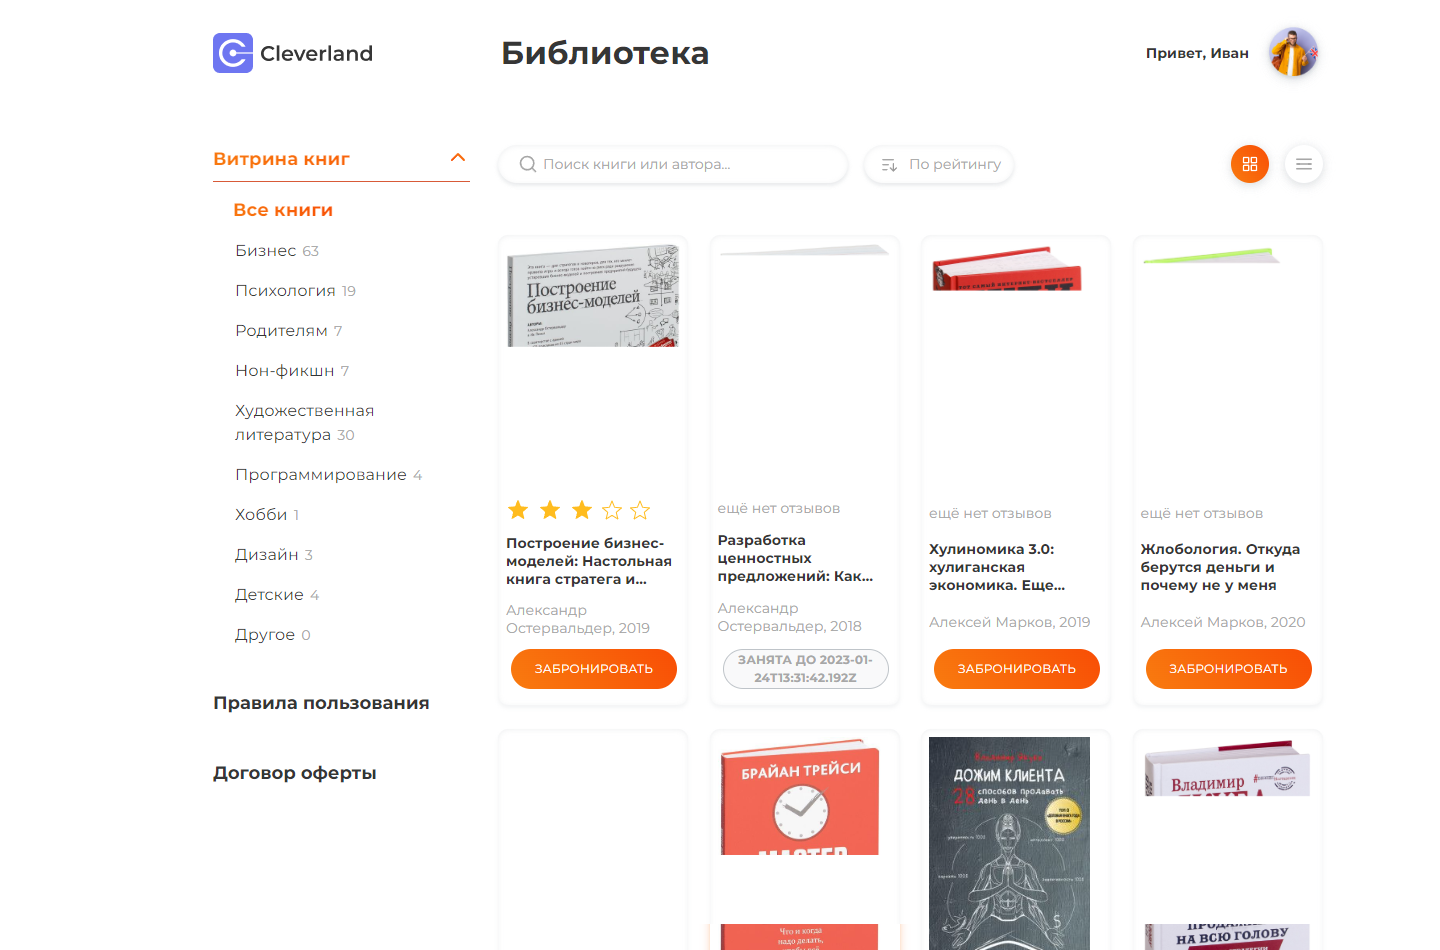 Cleverland
Библиотека
Привет, Иван
Витрина книг
Поиск книги или автора...
По рейтингу
Все книги
Бизнес 63
Психология 19
Родителям 7
Нон-фикшн 7
Художественная
литература 30
Программирование 4
Хобби 1
Дизайн 3
Детские 4
Другое 0
Правила пользования
Договор оферты
Построение
бизнес-моделей
ещё нет отзывов
ещё нет отзывов
ещё нет отзывов
Построение бизнес-
моделей: Настольная
книга стратега и...
Александр
Остервальдер, 2019
ЗАБРОНИРОВАТЬ
Разработка
ценностных
предложений: Как...
Александр
Остервальдер, 2018
ЗАНЯТА ДО 2023-01-
24T13:31:42.192Z
Хулиномика 3.0:
хулиганская
экономика. Еще...
Алексей Марков, 2019
ЗАБРОНИРОВАТЬ
Жлобология. Откуда
берутся деньги и
почему не у меня
Алексей Марков, 2020
ЗАБРОНИРОВАТЬ
БРАЙАН ТРЕЙСИ
МАСТЕР
Что и когда
надо делать,
ДОЖИМ КЛИЕНТА
28 способов продавать
день в день
Владимир
НА ВСЮ ГОЛОВУ